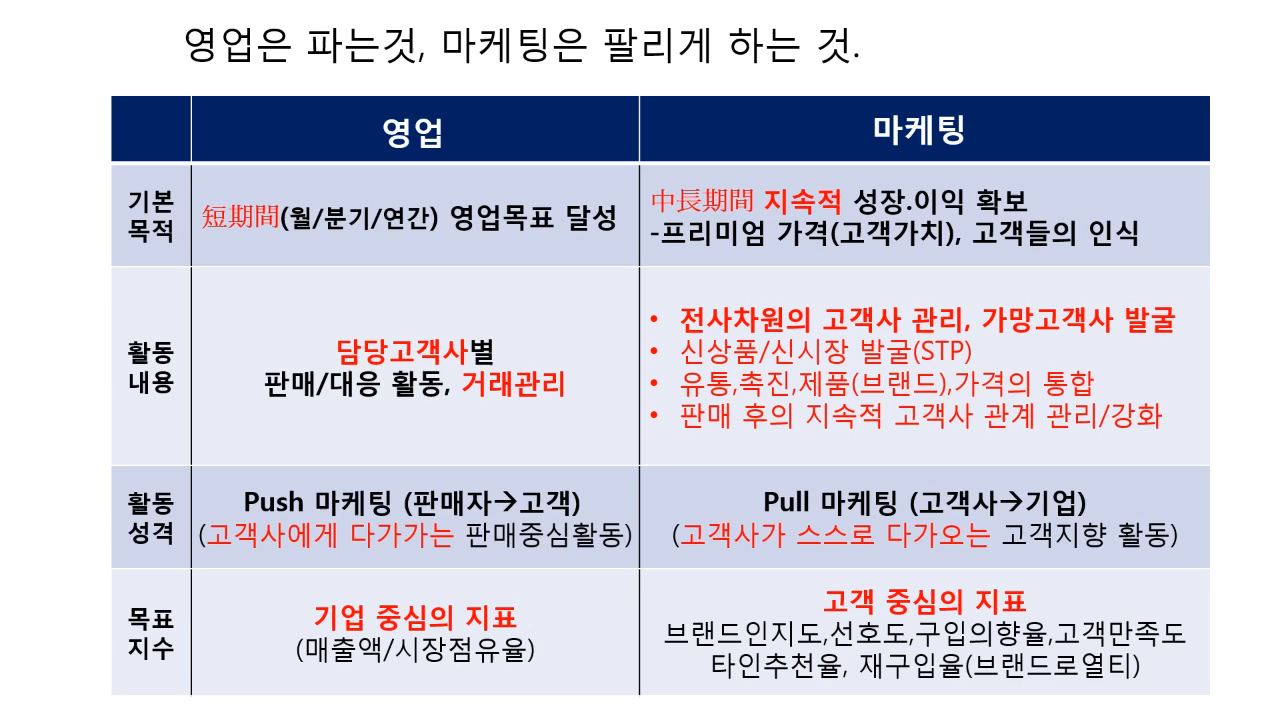 영업은 파는것, 마케팅은 팔리게 하는 것.
영업
마케팅
기본
목적
短期間(월/분기/연간) 영업목표 달성
中長期間 지속적 성장.이익 확보
-프리미엄 가격(고객가치), 고객들의 인식
활동
내용
담당고객사별
판매/대응 활동, 거래관리
• 전사차원의 고객사 관리, 가망고객사 발굴
• 신상품/신시장 발굴(STP)
• 유통,촉진,제품(브랜드),가격의 통합
• 판매 후의 지속적 고객사 관계 관리/강화
활동
성격
Push 마케팅 (판매자→고객)
(고객사에게 다가가는 판매중심활동)
Pull 마케팅 (고객사→기업)
(고객사가 스스로 다가오는 고객지향 활동)
목표
지수
기업 중심의 지표
(매출액/시장점유율)
고객 중심의 지표
브랜드인지도,선호도,구입의향율,고객만족도
타인추천율, 재구입율(브랜드로열티)